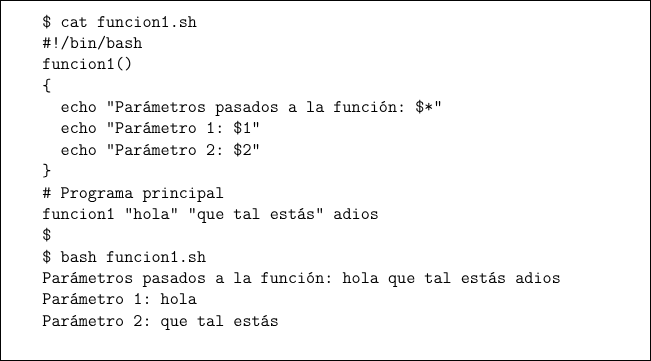 $ cat funcion1.sh
#!/bin/bash
funcion1()
{
  echo "Parámetros pasados a la función: $*"
  echo "Parámetro 1: $1"
  echo "Parámetro 2: $2"
}
# Programa principal
funcion1 "hola" "que tal estás" adios
$
$ bash funcion1.sh
Parámetros pasados a la función: hola que tal estás adios
Parámetro 1: hola
Parámetro 2: que tal estás